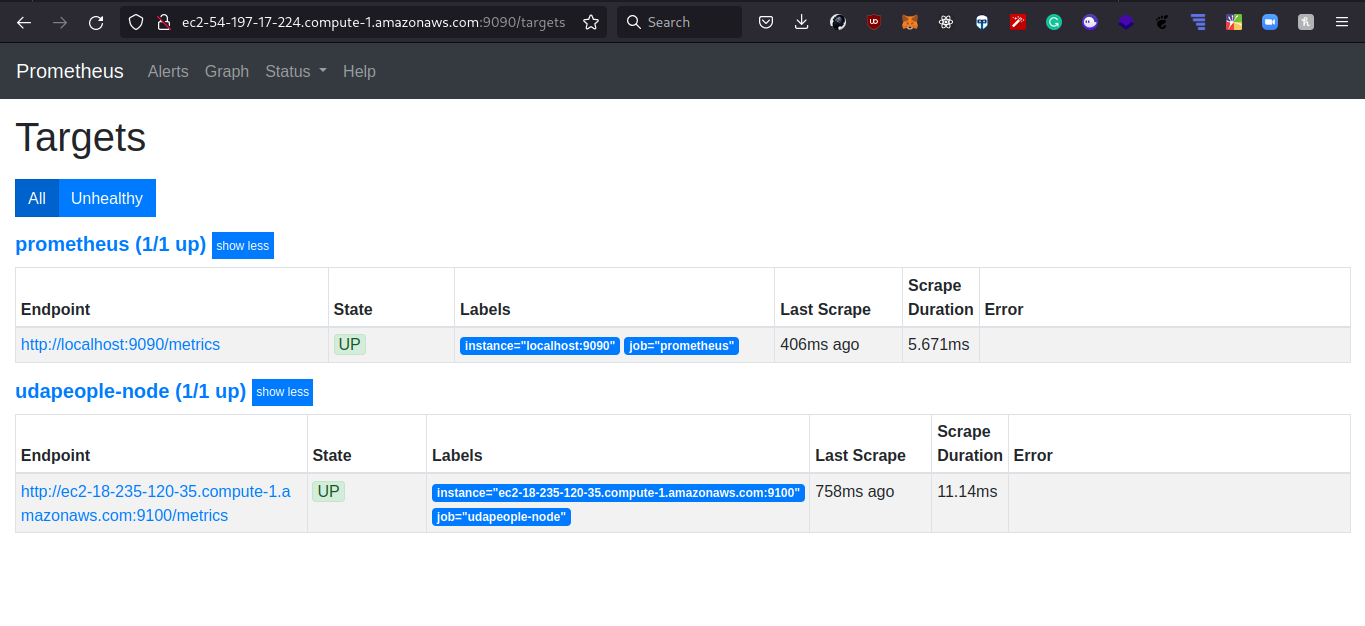 ec2-54-197-17-224.compute-1.amazonaws.com:9090/targets Search
Prometheus Alerts Graph Status Help
Targets
All Unhealthy
prometheus (1/1 up) show less
Endpoint State Labels Last Scrape Scrape Duration Error
http://localhost:9090/metrics UP instance="localhost:9090" job="prometheus" 406ms ago 5.671ms
udapeople-node (1/1 up) show less
Endpoint State Labels Last Scrape Scrape Duration Error
http://ec2-18-235-120-35.compute-1.a UP instance="ec2-18-235-120-35.compute-1.amazonaws.com:9100" 758ms ago 11.14ms
mazonaws.com:9100/metrics job="udapeople-node"